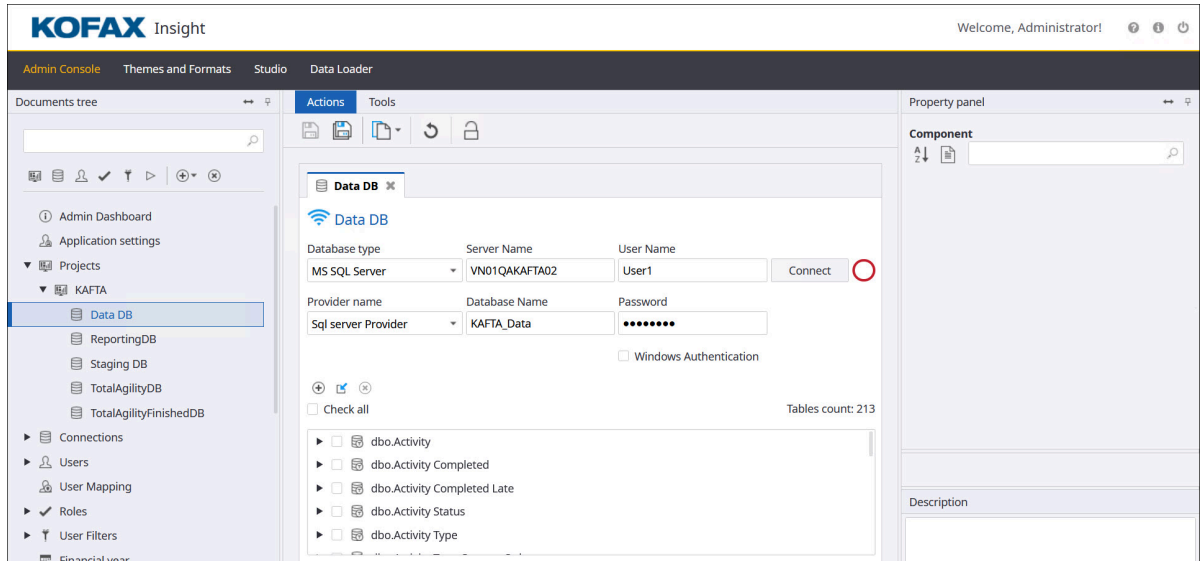 KOFAX Insight
Welcome, Administrator!
Admin Console Themes and Formats Studio Data Loader
Documents tree
Actions Tools
Property panel
Component
Data DB
Data DB
Database type Server Name User Name
MS SQL Server VN01QAKAFTA02 User1 Connect
Provider name Database Name Password
Sql server Provider KAFTA_Data ●●●●●●●●
Windows Authentication
Check all Tables count: 213
dbo.Activity
dbo.Activity Completed
dbo.Activity Completed Late
dbo.Activity Status
dbo.Activity Type
Admin Dashboard
Application settings
Projects
KAFTA
Data DB
ReportingDB
Staging DB
TotalAgilityDB
TotalAgilityFinishedDB
Connections
Users
User Mapping
Roles
User Filters
Financial year
Description